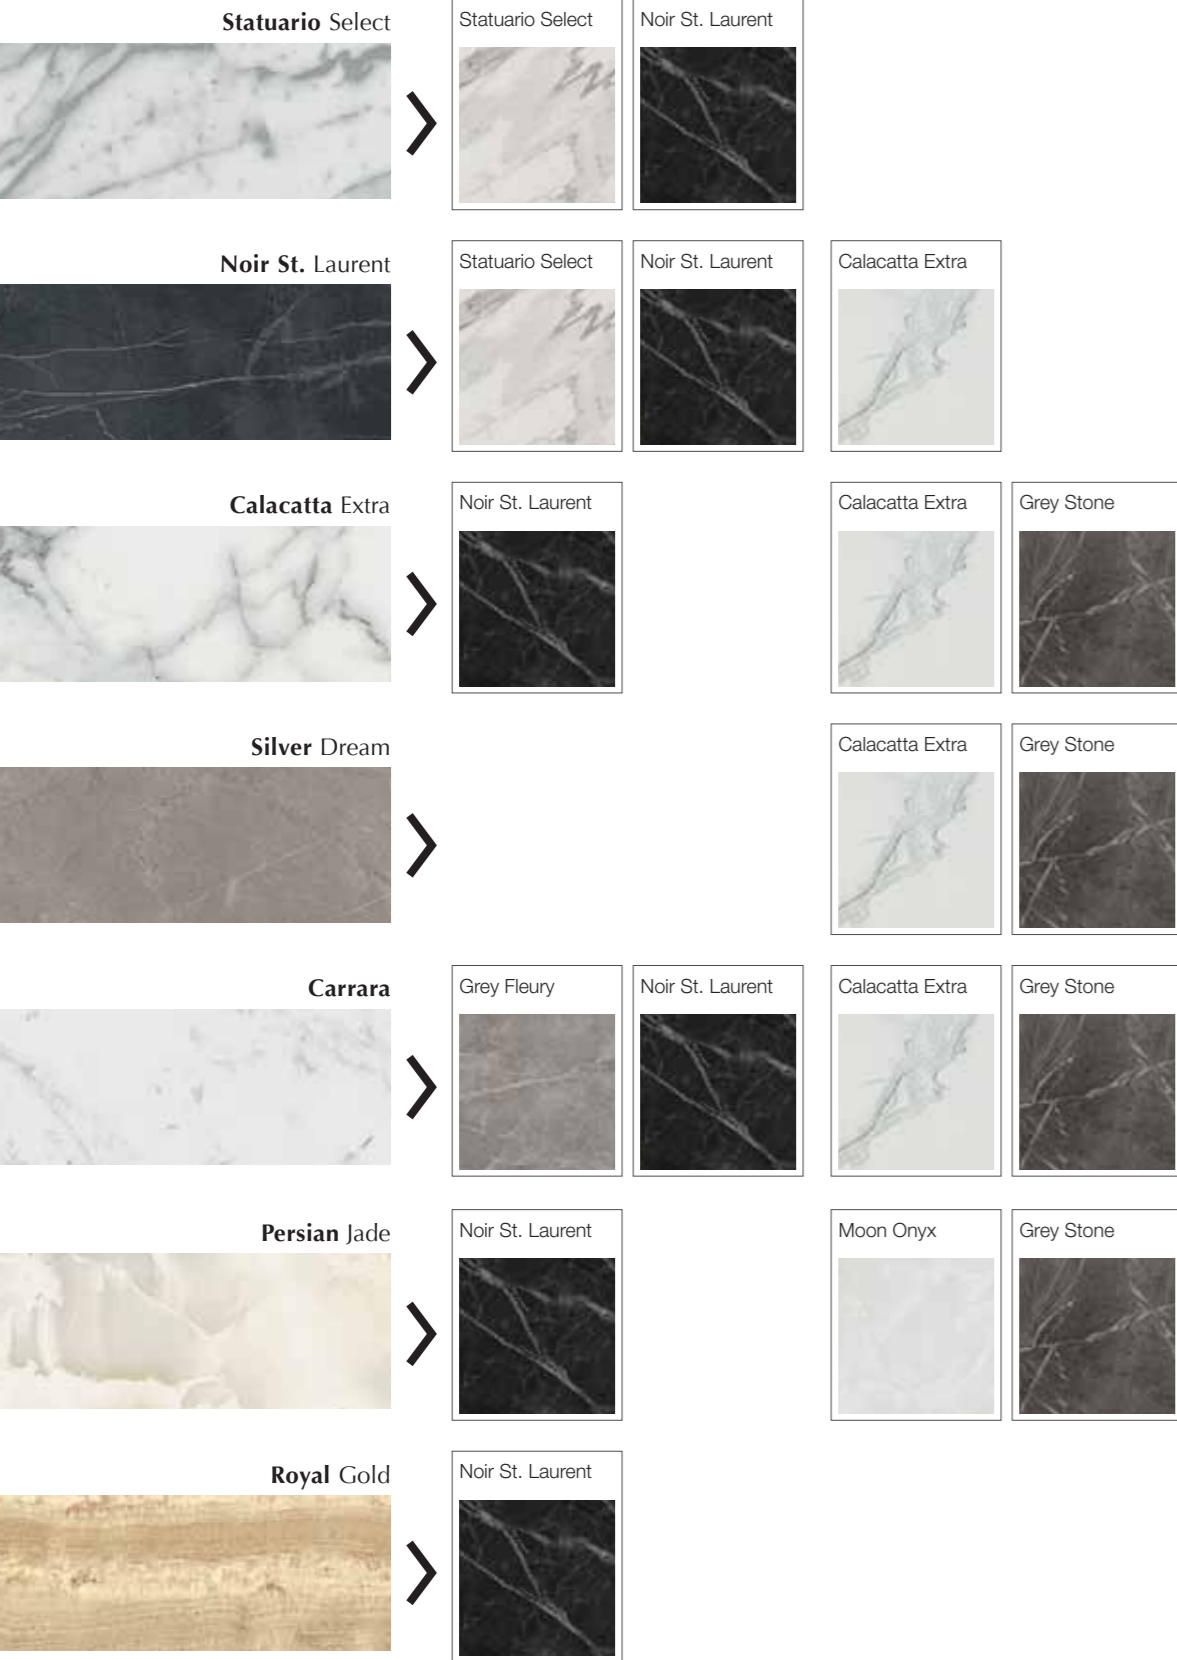 Statuario Select
Statuario Select
Noir St. Laurent
Noir St. Laurent
Statuario Select
Noir St. Laurent
Calacatta Extra
Calacatta Extra
Noir St. Laurent
Calacatta Extra
Grey Stone
Silver Dream
Calacatta Extra
Grey Stone
Carrara
Grey Fleury
Noir St. Laurent
Calacatta Extra
Grey Stone
Persian Jade
Noir St. Laurent
Moon Onyx
Grey Stone
Royal Gold
Noir St. Laurent